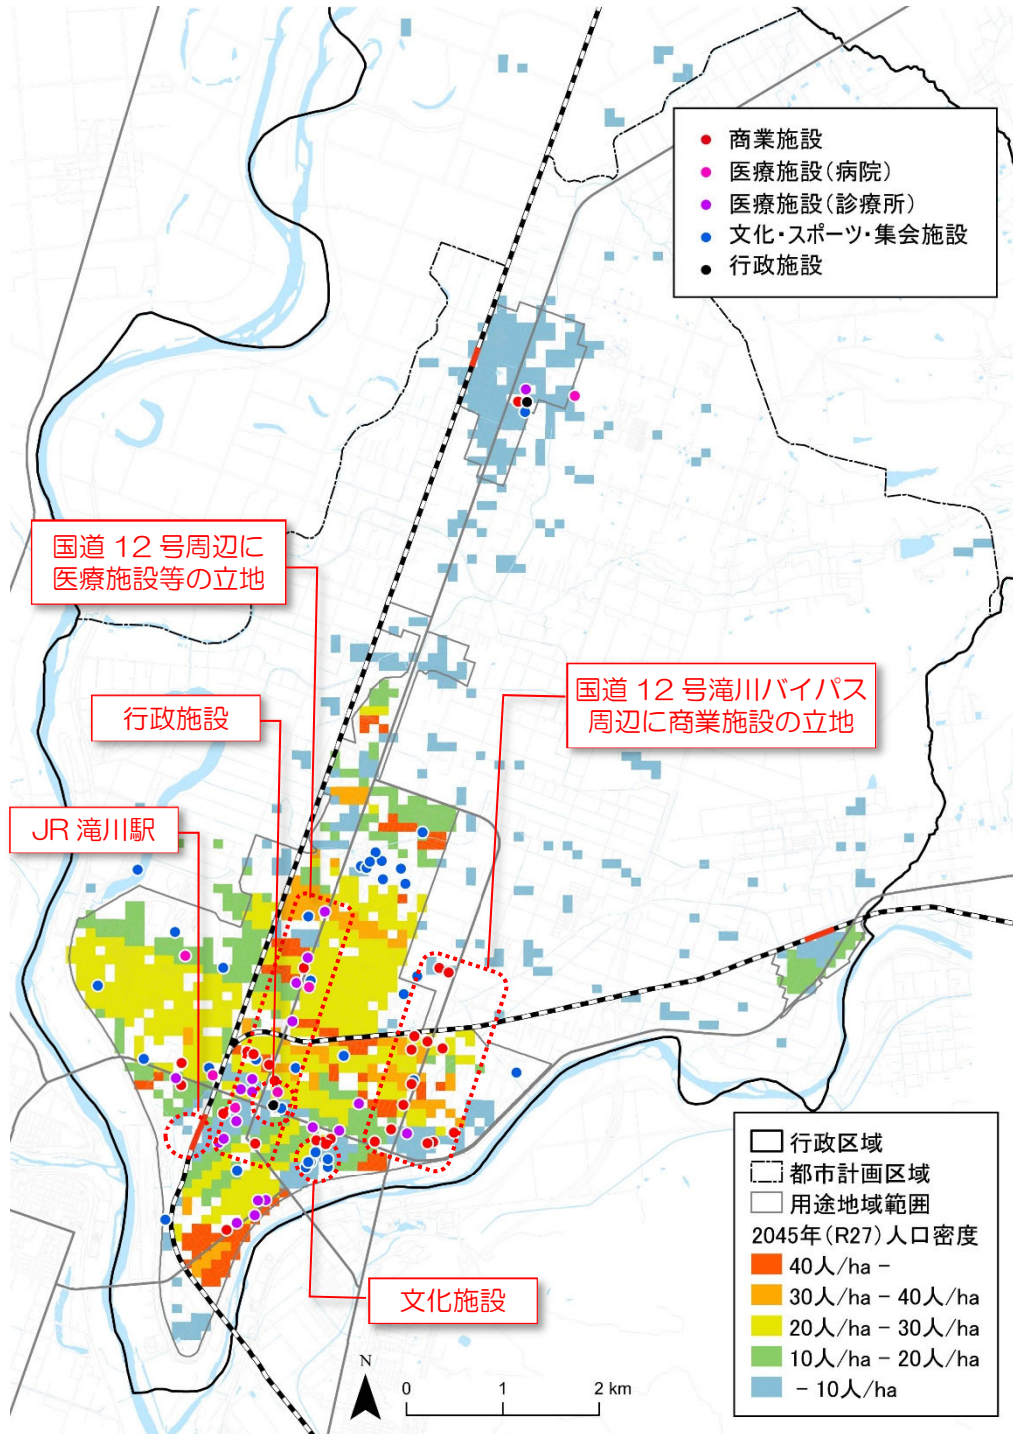 商業施設
医療施設(病院)
医療施設(診療所)
文化・スポーツ・集会施設
行政施設
国道 12 号周辺に
医療施設等の立地
国道 12 号滝川バイパス
周辺に商業施設の立地
行政施設
JR 滝川駅
文化施設
行政区域
都市計画区域
用途地域範囲
2045年(R27)人口密度
40人/ha -
30人/ha - 40人/ha
20人/ha - 30人/ha
10人/ha - 20人/ha
- 10人/ha
N
0 1 2 km